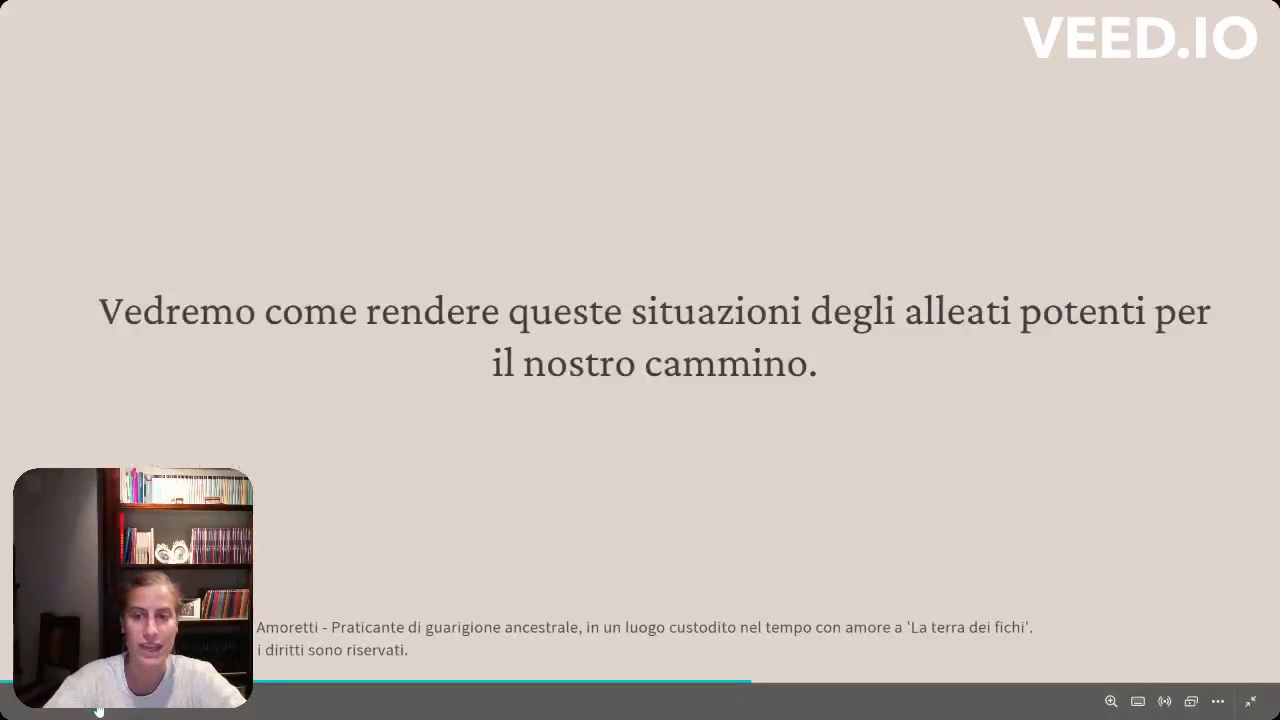 VEED.IO
Vedremo come rendere queste situazioni degli alleati potenti per
il nostro cammino.
Amoretti - Praticante di guarigione ancestrale, in un luogo custodito nel tempo con amore a 'La terra dei fichi'.
i diritti sono riservati.